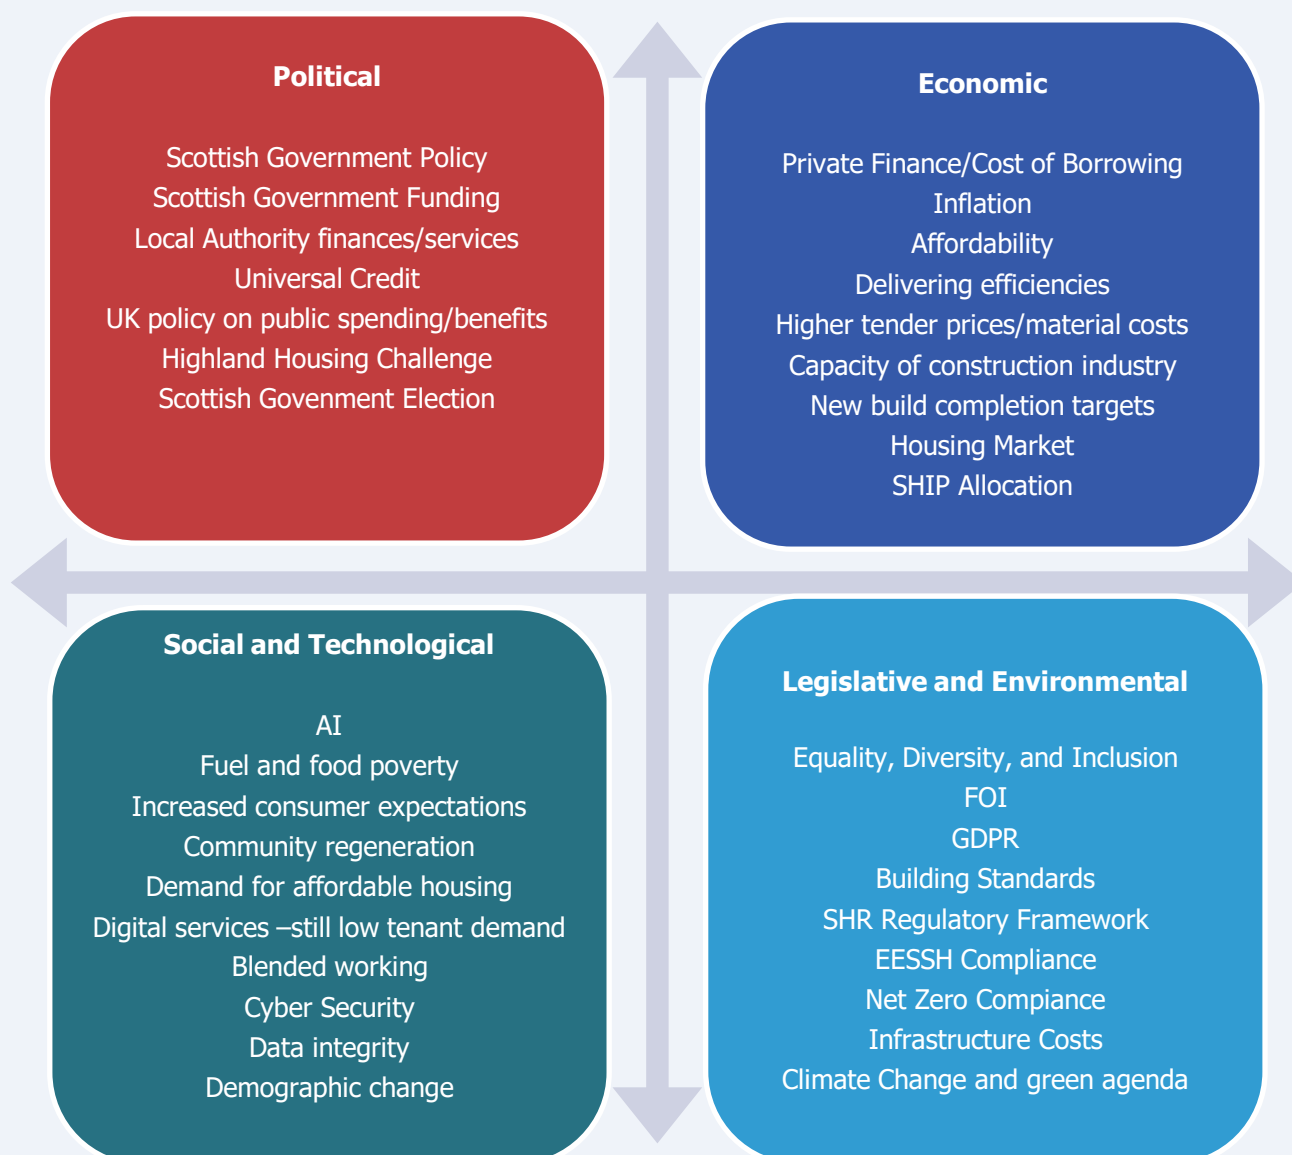 Political
Scottish Government Policy
Scottish Government Funding
Local Authority finances/services
Universal Credit
UK policy on public spending/benefits
Highland Housing Challenge
Scottish Govenment Election
Economic
Private Finance/Cost of Borrowing
Inflation
Affordability
Delivering efficiencies
Higher tender prices/material costs
Capacity of construction industry
New build completion targets
Housing Market
SHIP Allocation
Social and Technological
AI
Fuel and food poverty
Increased consumer expectations
Community regeneration
Demand for affordable housing
Digital services –still low tenant demand
Blended working
Cyber Security
Data integrity
Demographic change
Legislative and Environmental
Equality, Diversity, and Inclusion
FOI
GDPR
Building Standards
SHR Regulatory Framework
EESSH Compliance
Net Zero Compiance
Infrastructure Costs
Climate Change and green agenda